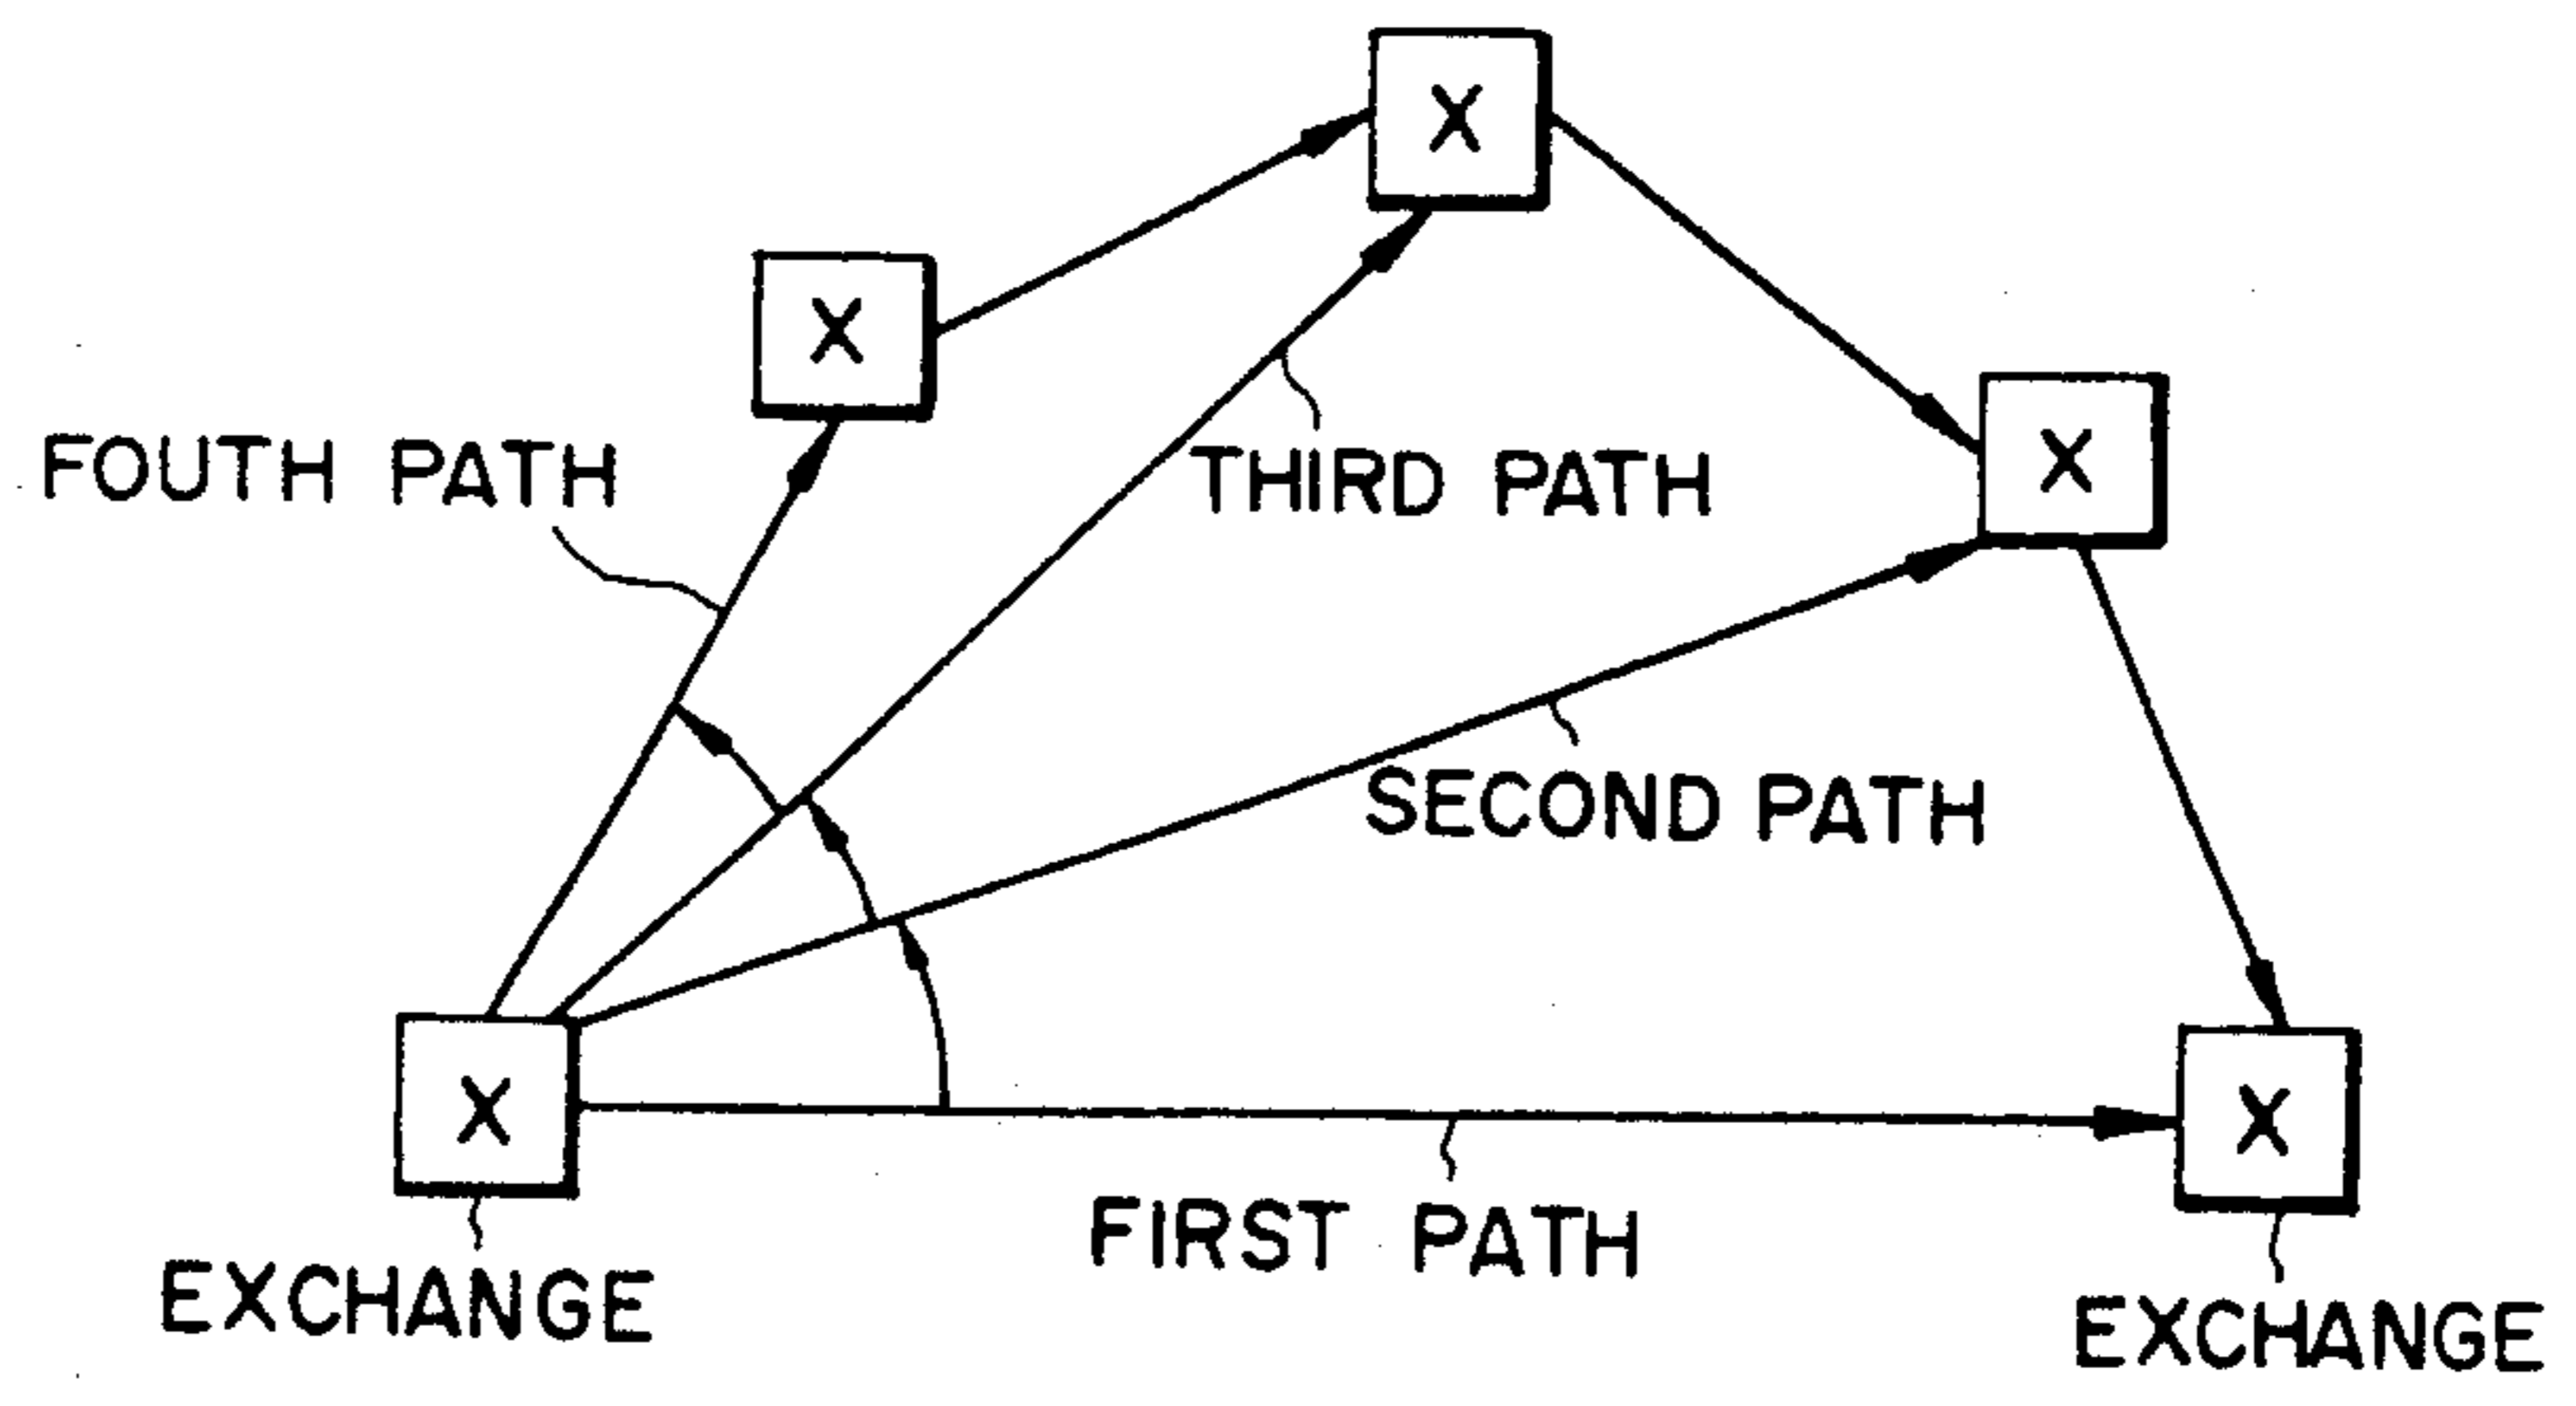 X
X
X
FOUTH PATH
THIRD PATH
SECOND PATH
X
X
FIRST PATH
EXCHANGE
EXCHANGE